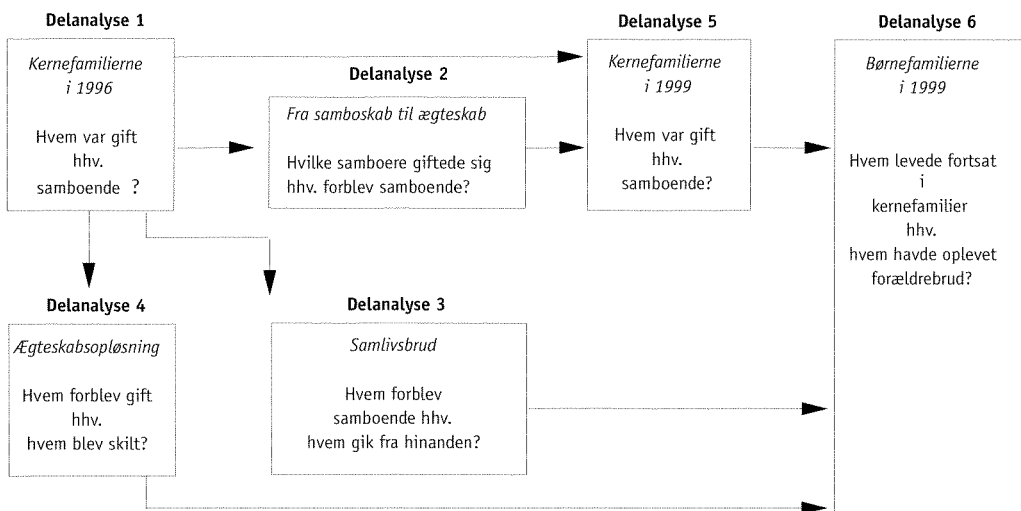 Delanalyse 1
Kernefamilierne
i 1996
Hvem var gift
hhv.
samboende ?
Delanalyse 2
Fra samboskab til ægteskab
Hvilke samboere giftede sig
hhv. forblev samboende?
Delanalyse 5
Kernefamilierne
i 1999
Hvem var gift
hhv.
samboende?
Delanalyse 6
Børnefamilierne
i 1999
Hvem levede fortsat
i
kernefamilier
hhv.
hvem havde oplevet
forældrebrud?
Delanalyse 4
Ægteskabsopløsning
Hvem forblev gift
hhv.
hvem blev skilt?
Delanalyse 3
Samlivsbrud
Hvem forblev
samboende hhv.
hvem gik fra hinanden?